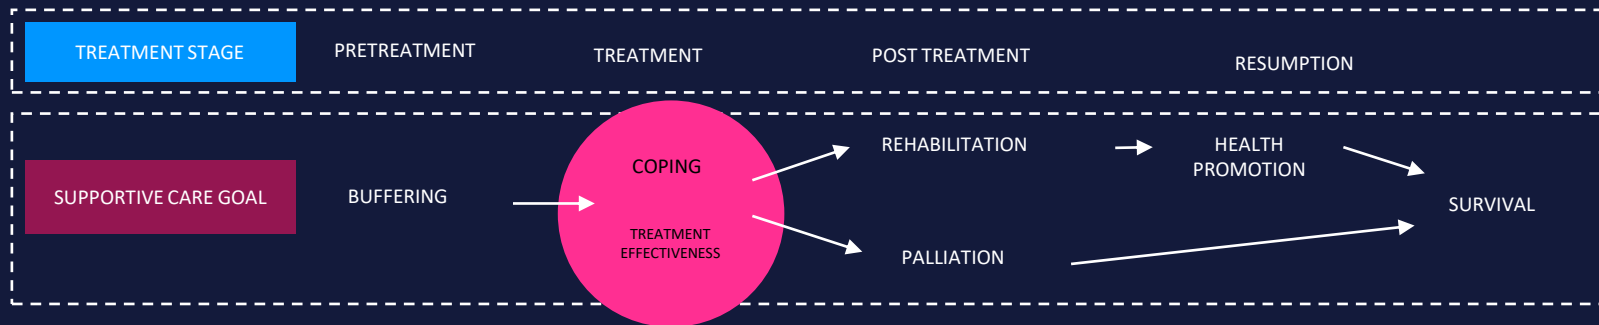 TREATMENT STAGE
PRETREATMENT
TREATMENT
POST TREATMENT
RESUMPTION
SUPPORTIVE CARE GOAL
BUFFERING
COPING
TREATMENT
EFFECTIVENESS
REHABILITATION
HEALTH
PROMOTION
PALLIATION
SURVIVAL